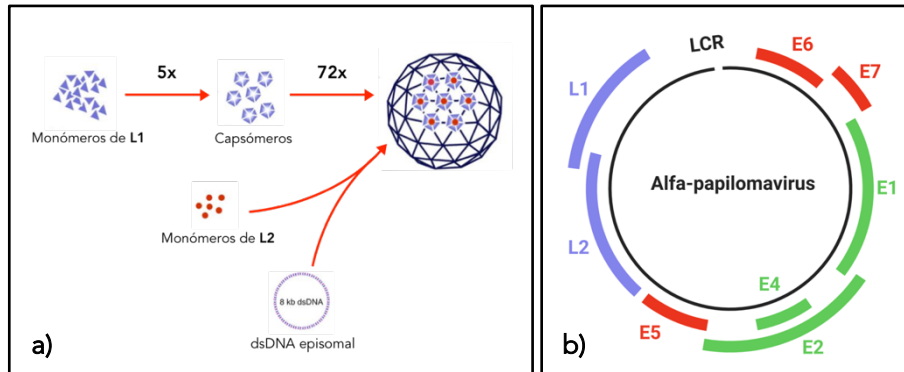 5x
72x
Monómeros de L1
Capsómeros
Monómeros de L2
8 kb dsDNA
dsDNA episomal
a)
LCR
E6
E7
L1
Alfa-papilomavirus
E1
L2
E4
E5
E2
b)